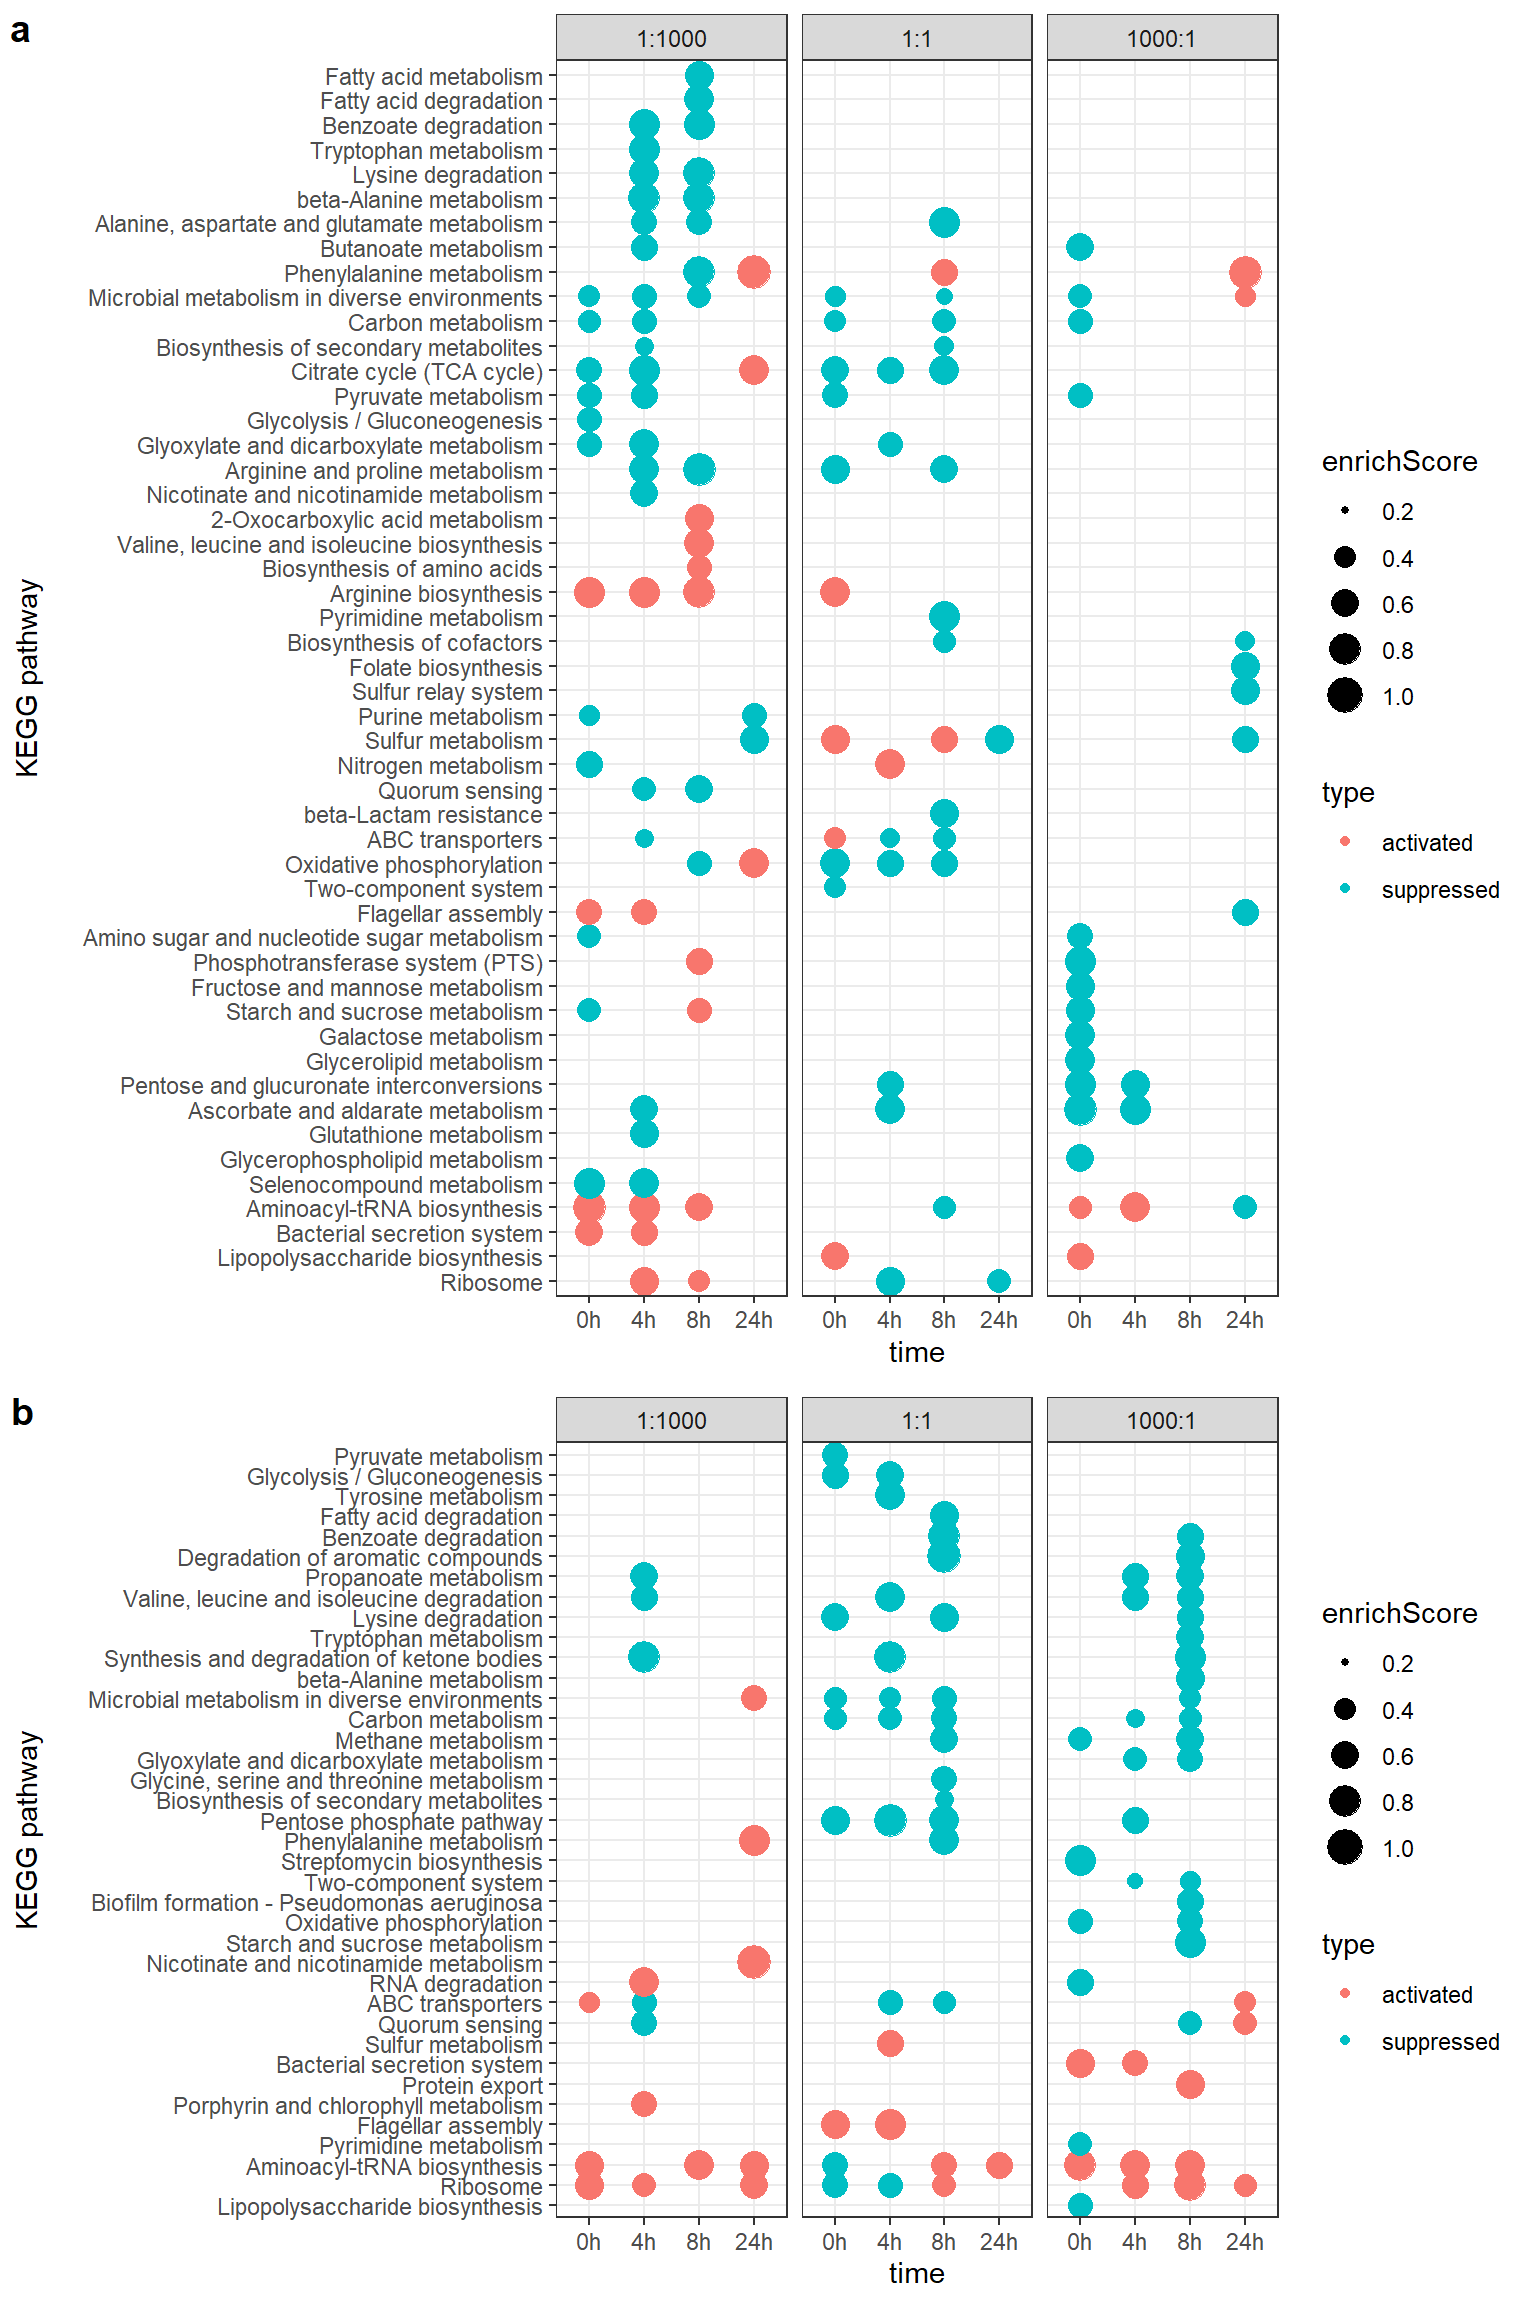 a
1:1000
1:1
1000:1
Fatty acid metabolism
Fatty acid degradation
Benzoate degradation
Tryptophan metabolism
Lysine degradation
beta-Alanine metabolism
Alanine, aspartate and glutamate metabolism
Butanoate metabolism
Phenylalanine metabolism
Microbial metabolism in diverse environments
Carbon metabolism
Biosynthesis of secondary metabolites
Citrate cycle (TCA cycle)
Pyruvate metabolism
Glycolysis / Gluconeogenesis
Glyoxylate and dicarboxylate metabolism
Arginine and proline metabolism
Nicotinate and nicotinamide metabolism
2-Oxocarboxylic acid metabolism
Valine, leucine and isoleucine biosynthesis
Biosynthesis of amino acids
Arginine biosynthesis
Pyrimidine metabolism
Biosynthesis of cofactors
Folate biosynthesis
Sulfur relay system
Purine metabolism
Sulfur metabolism
Nitrogen metabolism
Quorum sensing
beta-Lactam resistance
ABC transporters
Oxidative phosphorylation
Two-component system
Flagellar assembly
Amino sugar and nucleotide sugar metabolism
Phosphotransferase system (PTS)
Fructose and mannose metabolism
Starch and sucrose metabolism
Galactose metabolism
Glycerolipid metabolism
Pentose and glucuronate interconversions
Ascorbate and aldarate metabolism
Glutathione metabolism
Glycerophospholipid metabolism
Selenocompound metabolism
Aminoacyl-tRNA biosynthesis
Bacterial secretion system
Lipopolysaccharide biosynthesis
Ribosome
KEGG pathway
0h 4h 8h 24h
0h 4h 8h 24h
0h 4h 8h 24h
time
enrichScore
0.2
0.4
0.6
0.8
1.0
type
activated
suppressed
b
1:1000
1:1
1000:1
Pyruvate metabolism
Glycolysis / Gluconeogenesis
Tyrosine metabolism
Fatty acid degradation
Benzoate degradation
Degradation of aromatic compounds
Propanoate metabolism
Valine, leucine and isoleucine degradation
Lysine degradation
Tryptophan metabolism
Synthesis and degradation of ketone bodies
beta-Alanine metabolism
Microbial metabolism in diverse environments
Carbon metabolism
Methane metabolism
Glyoxylate and dicarboxylate metabolism
Glycine, serine and threonine metabolism
Biosynthesis of secondary metabolites
Pentose phosphate pathway
Phenylalanine metabolism
Streptomycin biosynthesis
Two-component system
Biofilm formation - Pseudomonas aeruginosa
Oxidative phosphorylation
Starch and sucrose metabolism
Nicotinate and nicotinamide metabolism
RNA degradation
ABC transporters
Quorum sensing
Sulfur metabolism
Bacterial secretion system
Protein export
Porphyrin and chlorophyll metabolism
Flagellar assembly
Pyrimidine metabolism
Aminoacyl-tRNA biosynthesis
Ribosome
Lipopolysaccharide biosynthesis
KEGG pathway
0h 4h 8h 24h
0h 4h 8h 24h
0h 4h 8h 24h
time
enrichScore
0.2
0.4
0.6
0.8
1.0
type
activated
suppressed